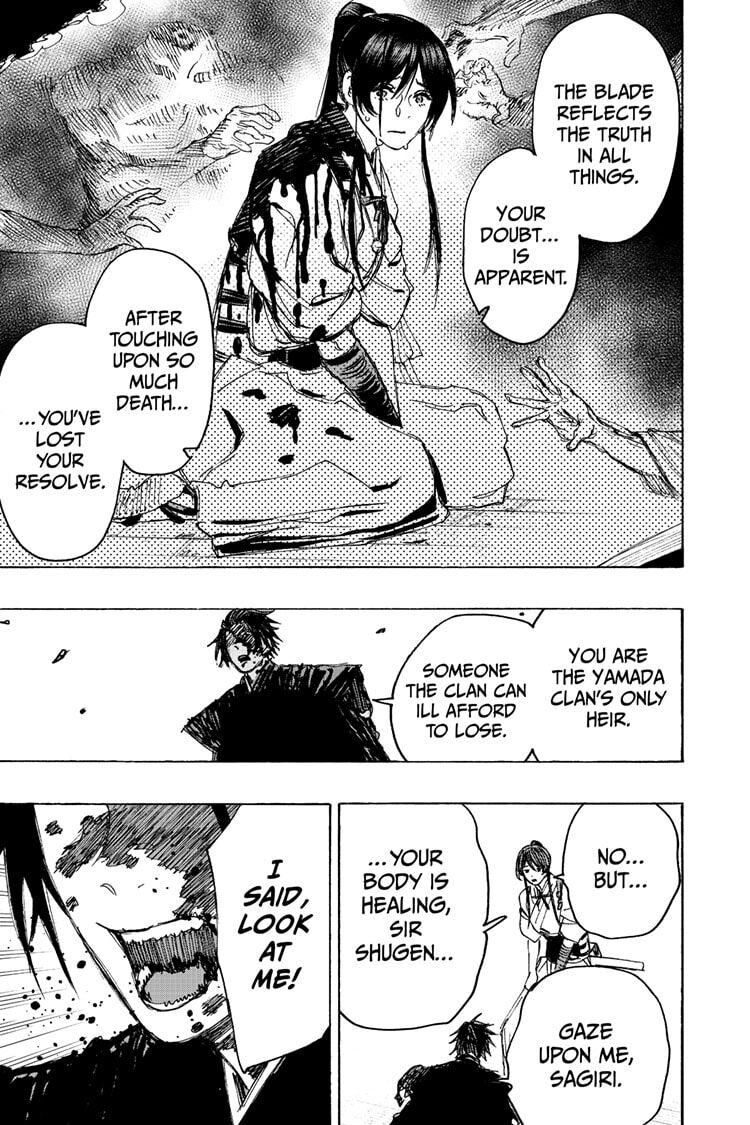 THE BLADE
REFLECTS
THE TRUTH
IN ALL
THINGS.
YOUR
DOUBT...
IS
APPARENT.
AFTER
TOUCHING
UPON SO
MUCH
DEATH...
...YOU'VE
LOST
YOUR
RESOLVE.
YOU ARE
THE YAMADA
CLAN'S ONLY
HEIR.
SOMEONE
THE CLAN CAN
ILL AFFORD
TO LOSE.
NO...
BUT...
...YOUR
BODY IS
HEALING,
SIR
SHUGEN...
GAZE
UPON ME,
SAGIRI.
I
SAID,
LOOK
AT
ME!